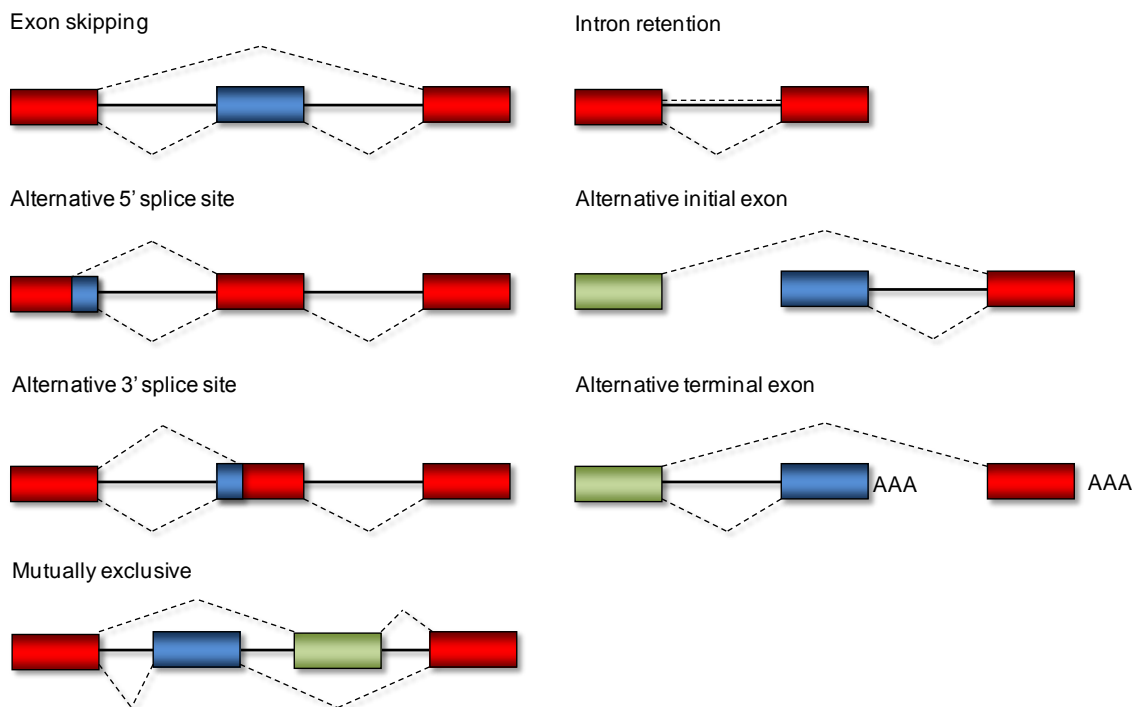 Exon skipping
Intron retention
Alternative 5’ splice site
Alternative initial exon
Alternative 3’ splice site
Alternative terminal exon
AAA
AAA
Mutually exclusive